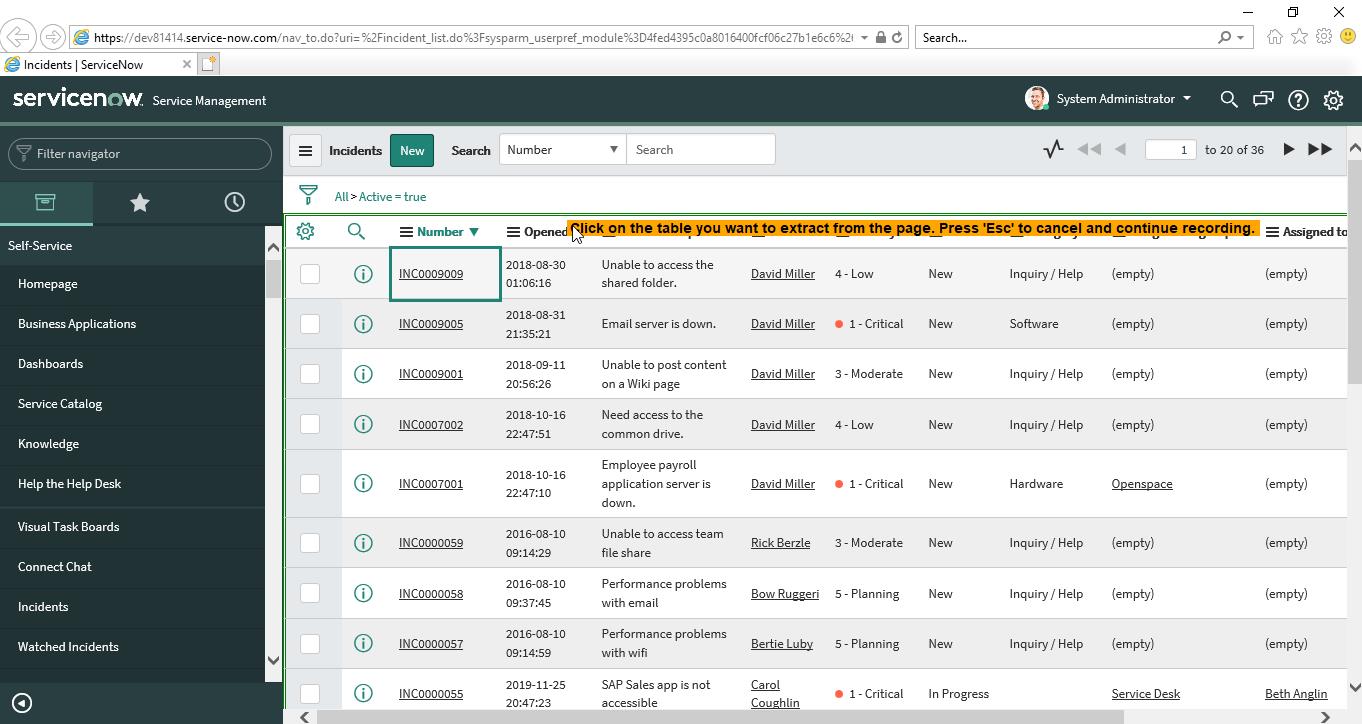 https://dev81414.service-now.com/nav_to.do?uri=%2Fincident_list.do%3Fsysparm_userpref_module%3D4fed4395c0a8016400fcf06c27b1e6c6%2
Search...
Incidents | ServiceNow
servicenow Service Management
System Administrator
Filter navigator
Self-Service
Homepage
Business Applications
Dashboards
Service Catalog
Knowledge
Help the Help Desk
Visual Task Boards
Connect Chat
Incidents
Watched Incidents
Incidents New Search Number Search 1 to 20 of 36
All > Active = true
Click on the table you want to extract from the page. Press 'Esc' to cancel and continue recording.
Number Opened Assigned to
INC0009009 2018-08-30 01:06:16 Unable to access the shared folder. David Miller 4 - Low New Inquiry / Help (empty) (empty)
INC0009005 2018-08-31 21:35:21 Email server is down. David Miller 1 - Critical New Software (empty) (empty)
INC0009001 2018-09-11 20:56:26 Unable to post content on a Wiki page David Miller 3 - Moderate New Inquiry / Help (empty) (empty)
INC0007002 2018-10-16 22:47:51 Need access to the common drive. David Miller 4 - Low New Inquiry / Help (empty) (empty)
INC0007001 2018-10-16 22:47:10 Employee payroll application server is down. David Miller 1 - Critical New Hardware Openspace (empty)
INC0000059 2016-08-10 09:14:29 Unable to access team file share Rick Berzle 3 - Moderate New Inquiry / Help (empty) (empty)
INC0000058 2016-08-10 09:37:45 Performance problems with email Bow Ruggeri 5 - Planning New Inquiry / Help (empty) (empty)
INC0000057 2016-08-10 09:14:59 Performance problems with wifi Bertie Luby 5 - Planning New Inquiry / Help (empty) (empty)
INC0000055 2019-11-25 20:47:23 SAP Sales app is not accessible Carol Coughlin 1 - Critical In Progress Service Desk Beth Anglin